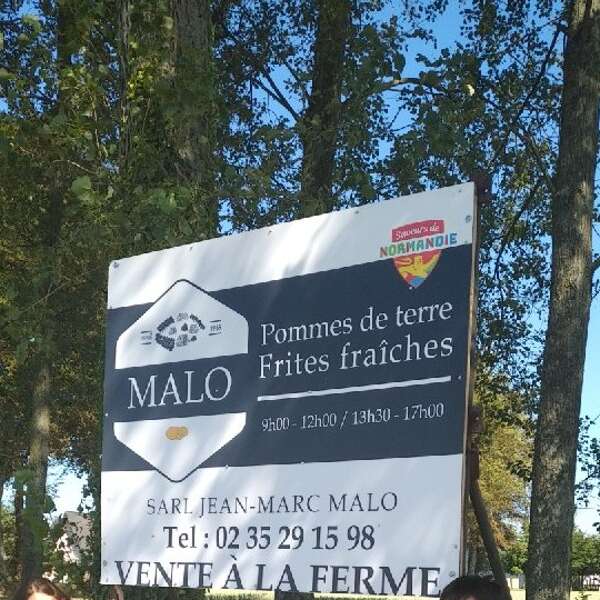 Saveurs de
NORMANDIE
Pommes de terre
Frites fraîches
MALO
9h00 - 12h00 / 13h30 - 17h00
SARL JEAN-MARC MALO
Tel : 02 35 29 15 98
VENTE À LA FERME